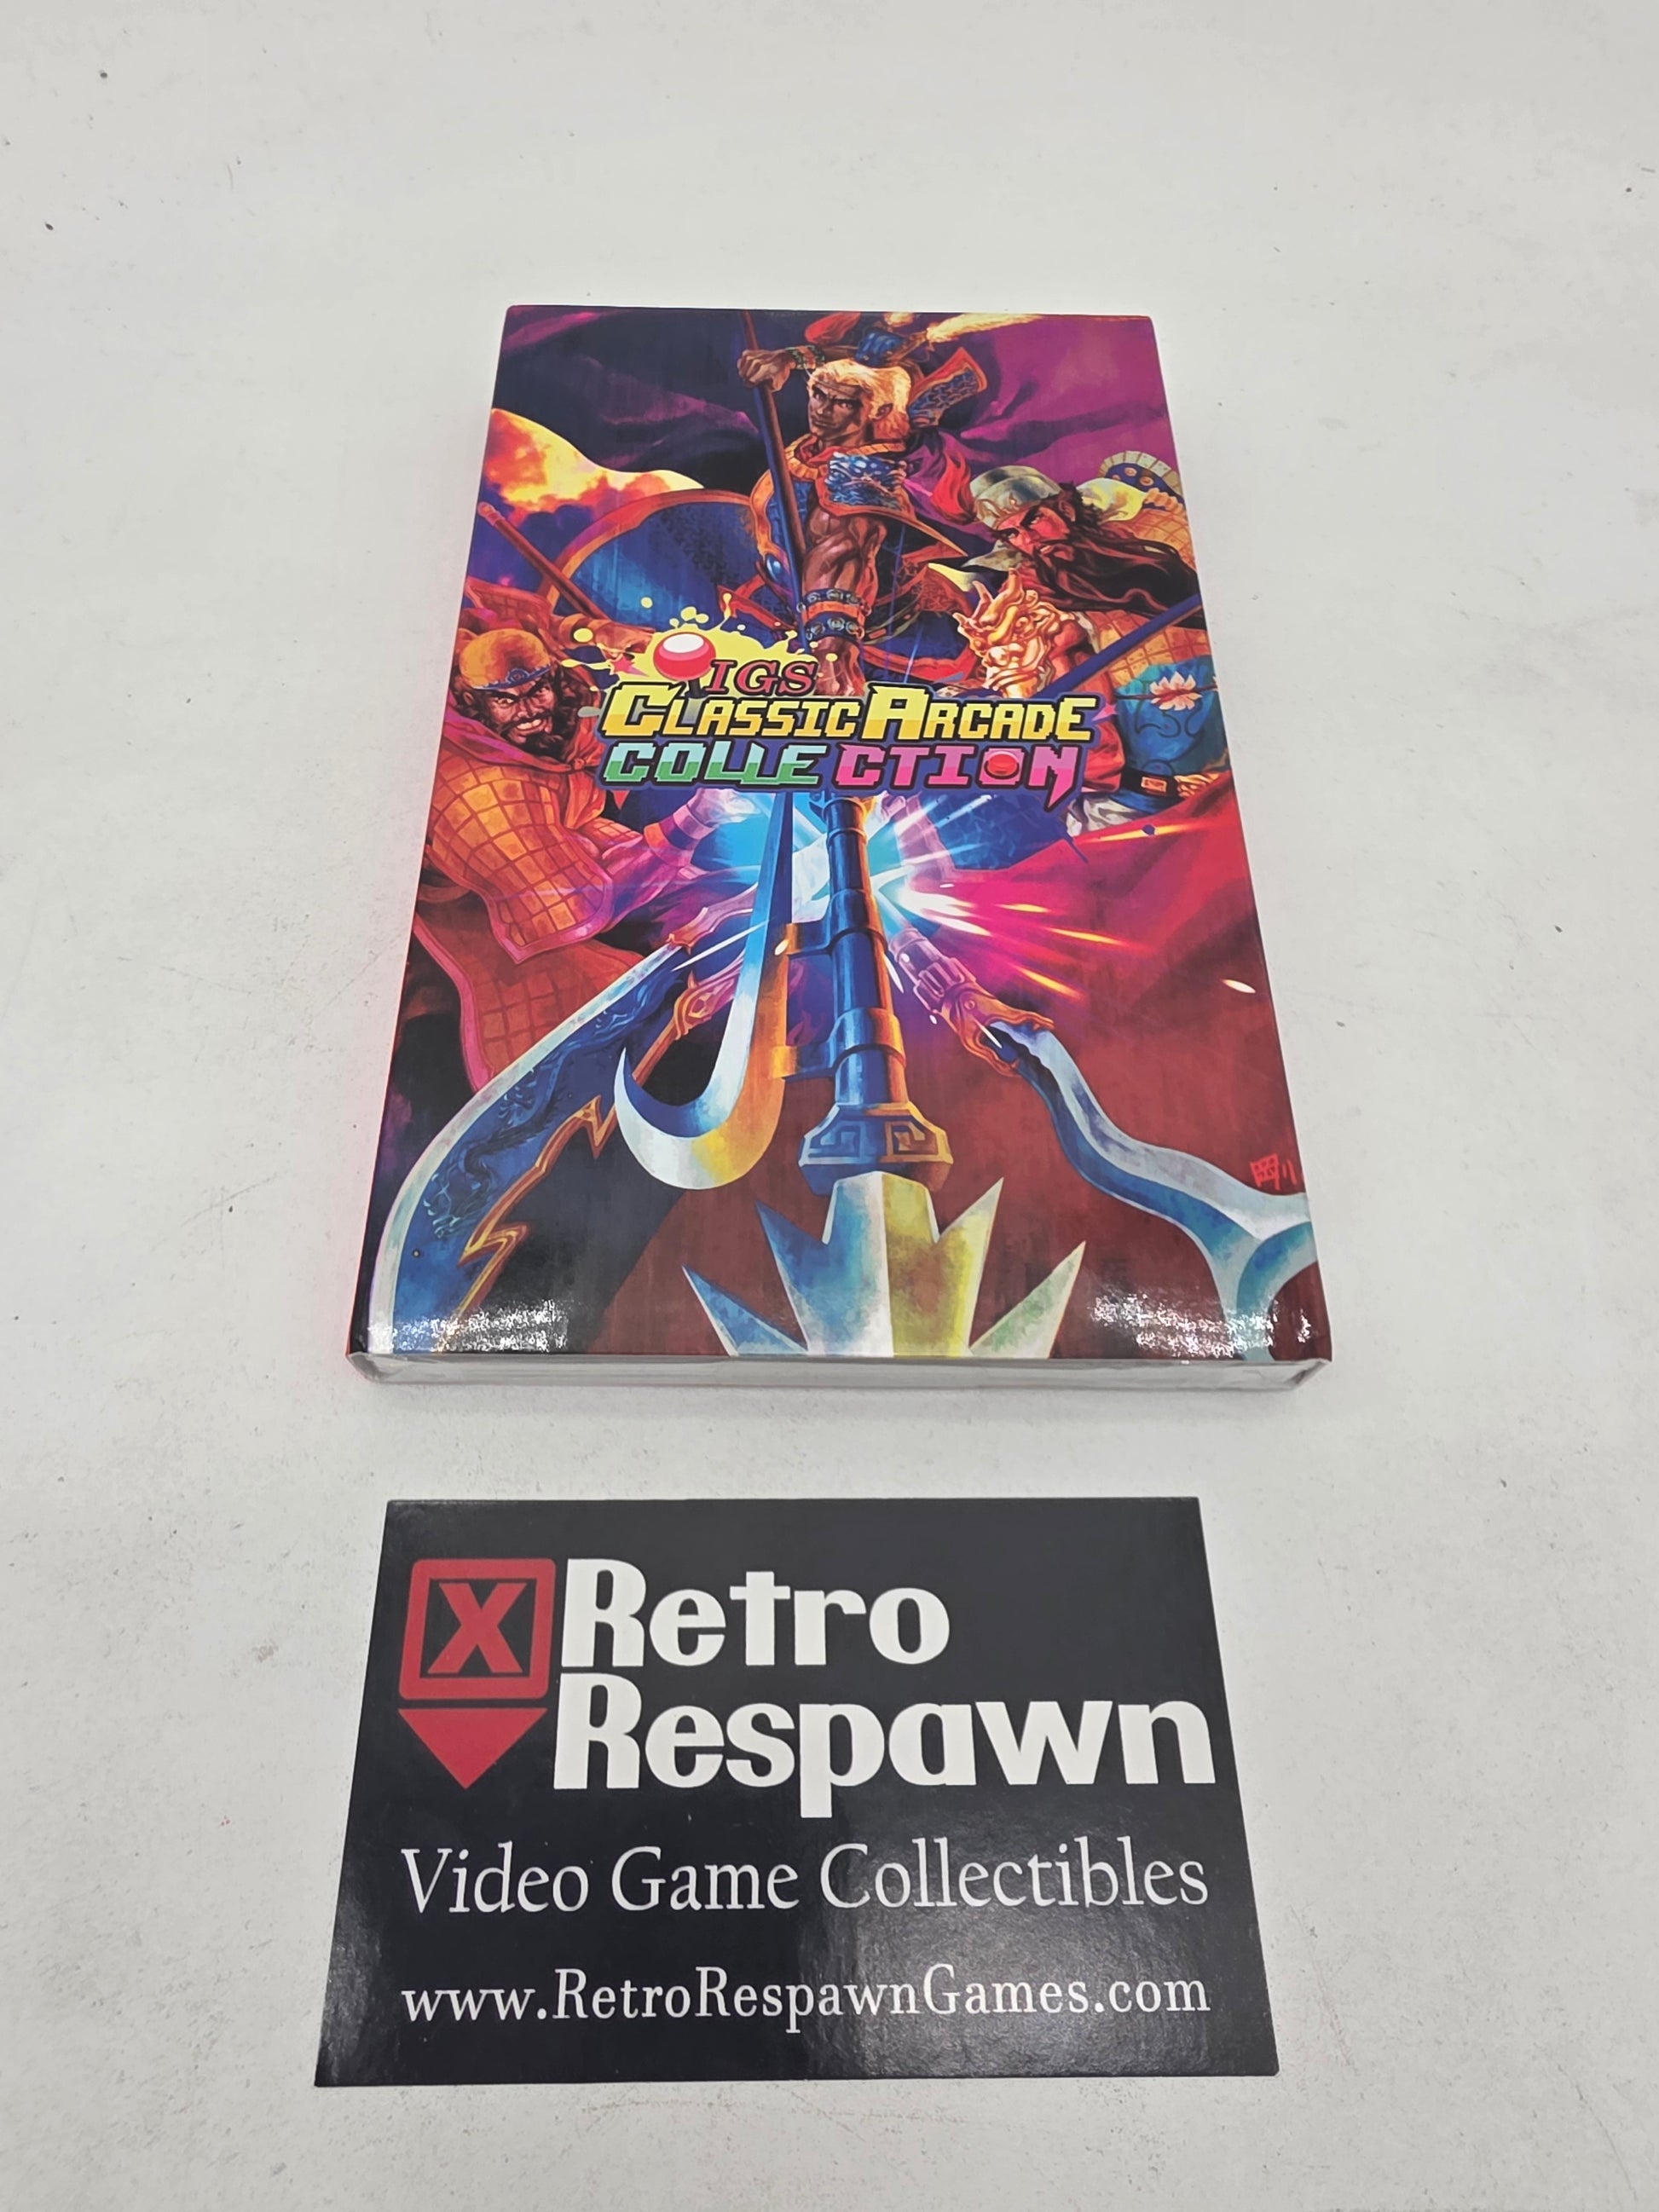 IGS
CLASSIC ARCADE
COLLECTION
X Retro
Respawn
Video Game Collectibles
www.RetroRespawnGames.com